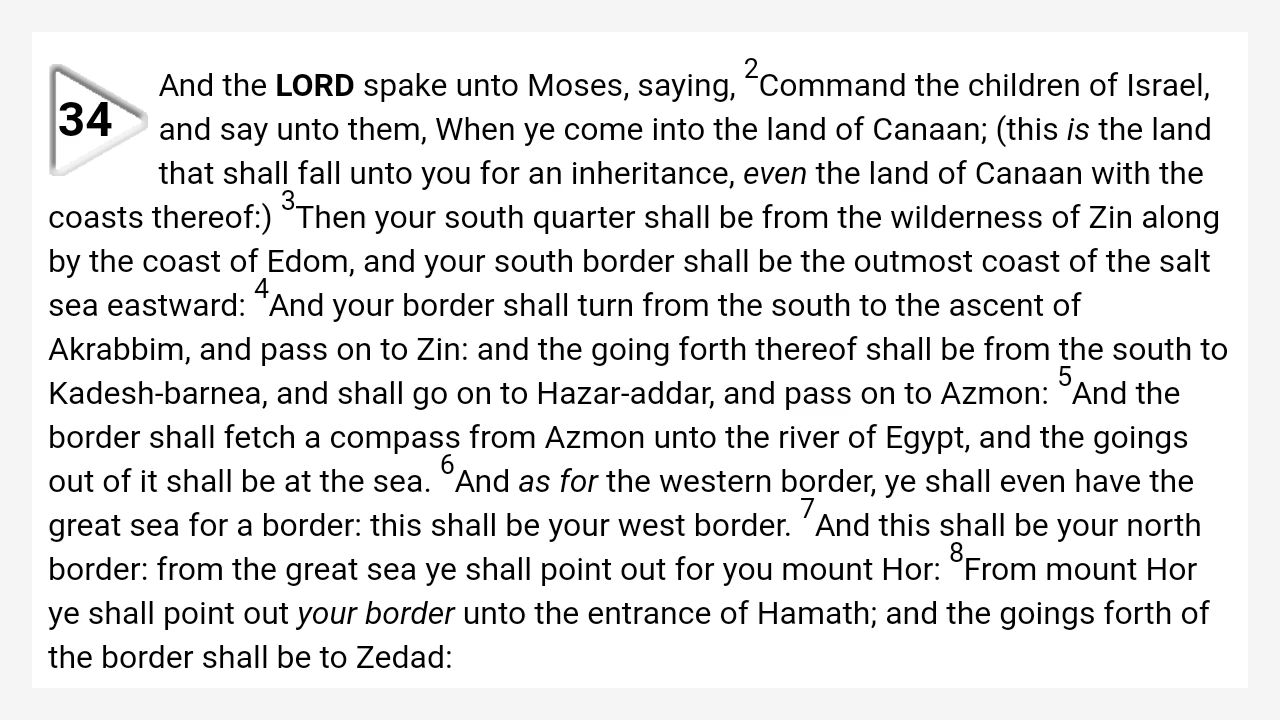 34 And the LORD spake unto Moses, saying, 2Command the children of Israel,
and say unto them, When ye come into the land of Canaan; (this is the land
that shall fall unto you for an inheritance, even the land of Canaan with the
coasts thereof:) 3Then your south quarter shall be from the wilderness of Zin along
by the coast of Edom, and your south border shall be the outmost coast of the salt
sea eastward: 4And your border shall turn from the south to the ascent of
Akrabbim, and pass on to Zin: and the going forth thereof shall be from the south to
Kadesh-barnea, and shall go on to Hazar-addar, and pass on to Azmon: 5And the
border shall fetch a compass from Azmon unto the river of Egypt, and the goings
out of it shall be at the sea. 6And as for the western border, ye shall even have the
great sea for a border: this shall be your west border. 7And this shall be your north
border: from the great sea ye shall point out for you mount Hor: 8From mount Hor
ye shall point out your border unto the entrance of Hamath; and the goings forth of
the border shall be to Zedad: